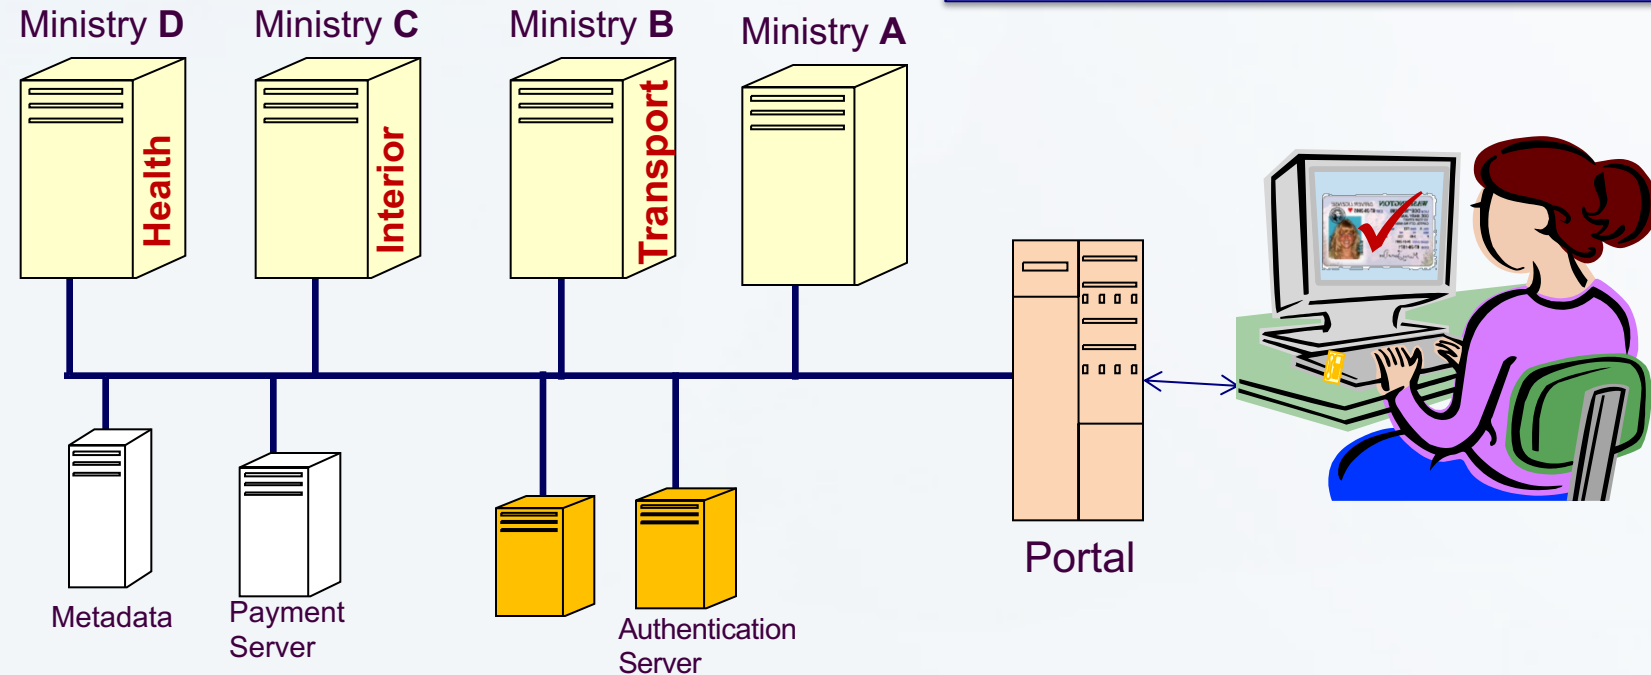 Ministry D
Ministry C
Ministry B
Ministry A
Health
Interior
Transport
Portal
Metadata
Payment
Server
Authentication
Server